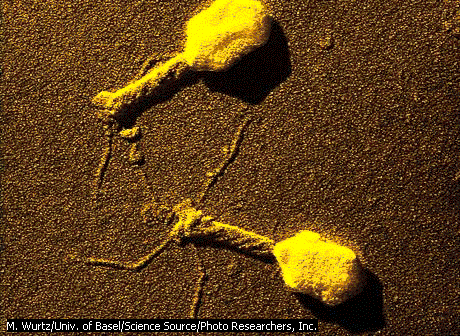 M. Wurtz/Univ. of Basel/Science Source/Photo Researchers, Inc.